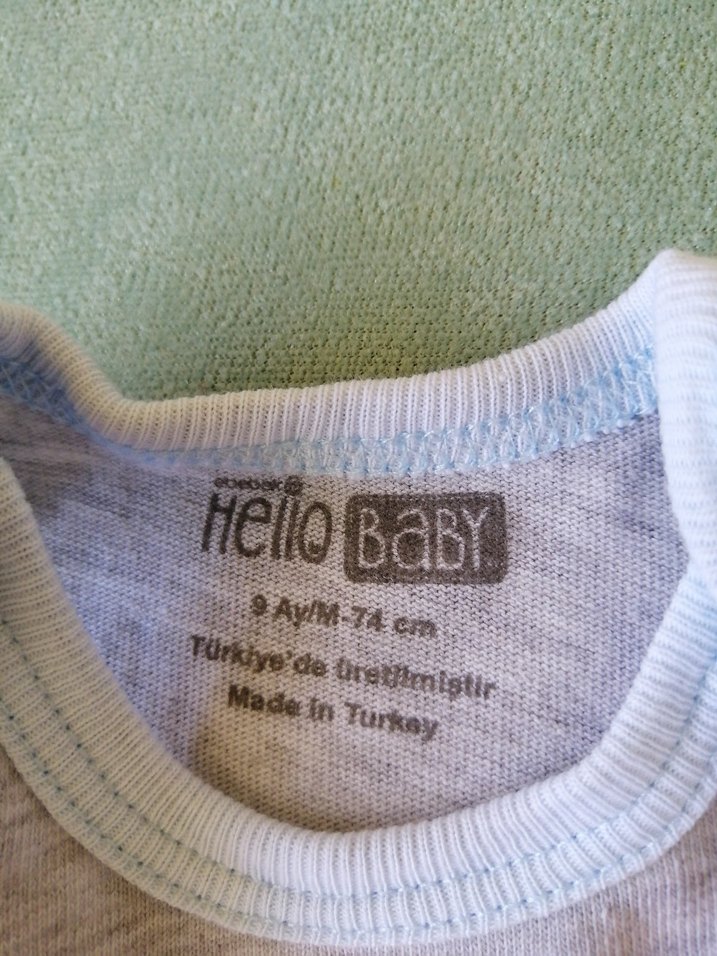 ebebek
Hello BaBY
9 Ay/M-74 cm
Türkiye'de üretilmiştir
Made in Turkey